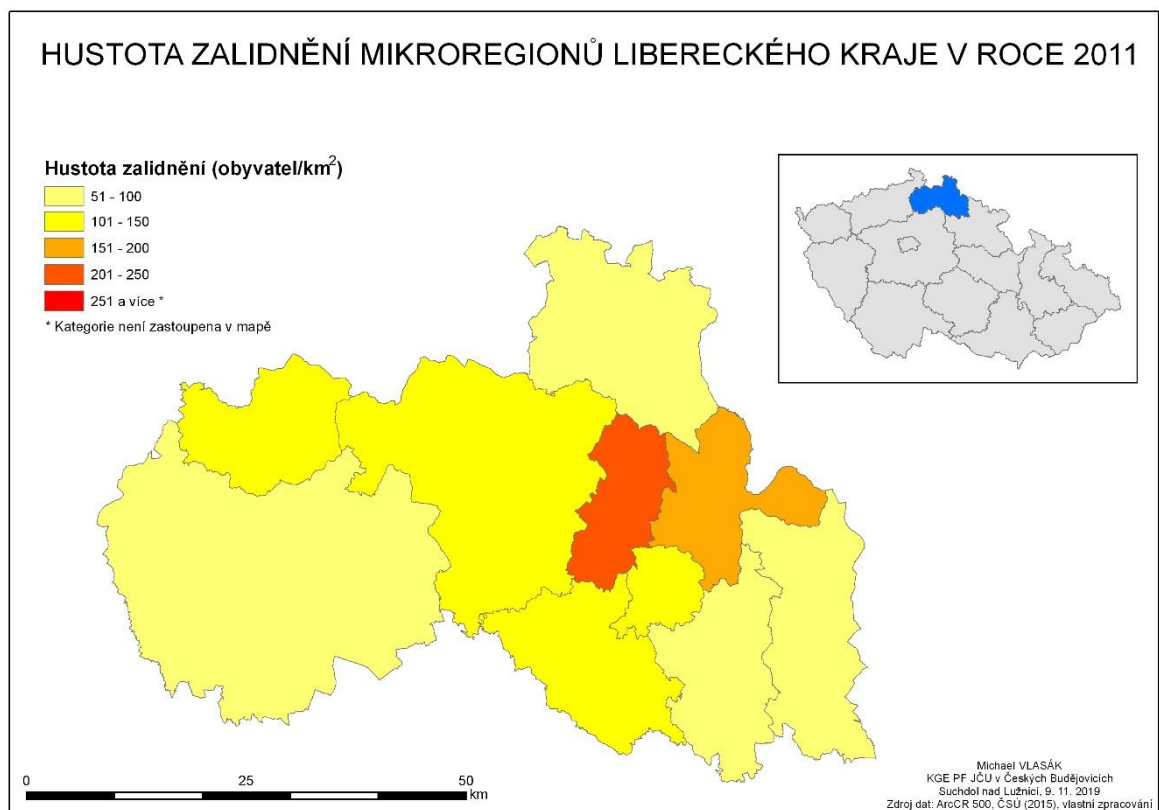 HUSTOTA ZALIDNĚNÍ MIKROREGIONŮ LIBERECKÉHO KRAJE V ROCE 2011
Hustota zalidnění (obyvatel/km²)
51 - 100
101 - 150
151 - 200
201 - 250
251 a více *
* Kategorie není zastoupena v mapě
0 25 50
km
Michael VLASÁK
KGE PF JČU v Českých Budějovicích
Suchdol nad Lužnicí, 9. 11. 2019
Zdroj dat: ArcCR 500, ČSÚ (2015), vlastní zpracování